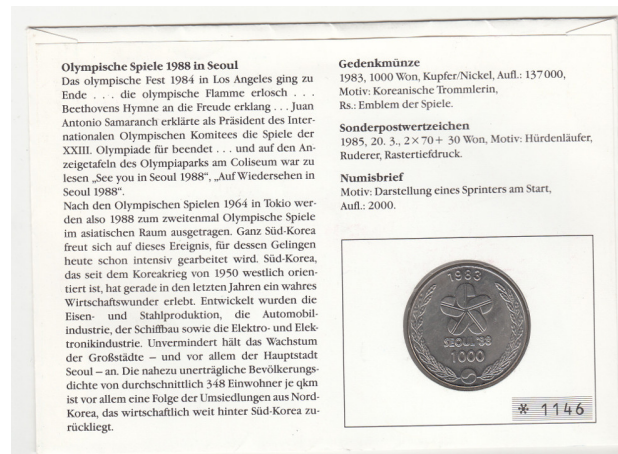 Olympische Spiele 1988 in Seoul
Das olympische Fest 1984 in Los Angeles ging zu
Ende . . . die olympische Flamme erlosch . . .
Beethovens Hymne an die Freude erklang . . . Juan
Antonio Samaranch erklärte als Präsident des Inter-
nationalen Olympischen Komitees die Spiele der
XXIII. Olympiade für beendet . . . und auf den An-
zeigetafeln des Olympiaparks am Coliseum war zu
lesen „See you in Seoul 1988“, „Auf Wiedersehen in
Seoul 1988“.
Nach den Olympischen Spielen 1964 in Tokio wer-
den also 1988 zum zweitenmal Olympische Spiele
im asiatischen Raum ausgetragen. Ganz Süd-Korea
freut sich auf dieses Ereignis, für dessen Gelingen
heute schon intensiv gearbeitet wird. Süd-Korea,
das seit dem Koreakrieg von 1950 westlich orien-
tiert ist, hat gerade in den letzten Jahren ein wahres
Wirtschaftswunder erlebt. Entwickelt wurden die
Eisen- und Stahlproduktion, die Automobil-
industrie, der Schiffbau sowie die Elektro- und Elek-
tronikindustrie. Unvermindert hält das Wachstum
der Großstädte – und vor allem der Hauptstadt
Seoul – an. Die nahezu unerträgliche Bevölkerungs-
dichte von durchschnittlich 348 Einwohner je qkm
ist vor allem eine Folge der Umsiedlungen aus Nord-
Korea, das wirtschaftlich weit hinter Süd-Korea zu-
rückliegt.
Gedenkmünze
1983, 1000 Won, Kupfer/Nickel, Aufl.: 137000,
Motiv: Koreanische Trommlerin,
Rs.: Emblem der Spiele.
Sonderpostwertzeichen
1985, 20. 3., 2×70+ 30 Won, Motiv: Hürdenläufer,
Ruderer, Rastertiefdruck.
Numisbrief
Motiv: Darstellung eines Sprinters am Start,
Aufl.: 2000.
1983
SEOUL '88
1000
* 1146